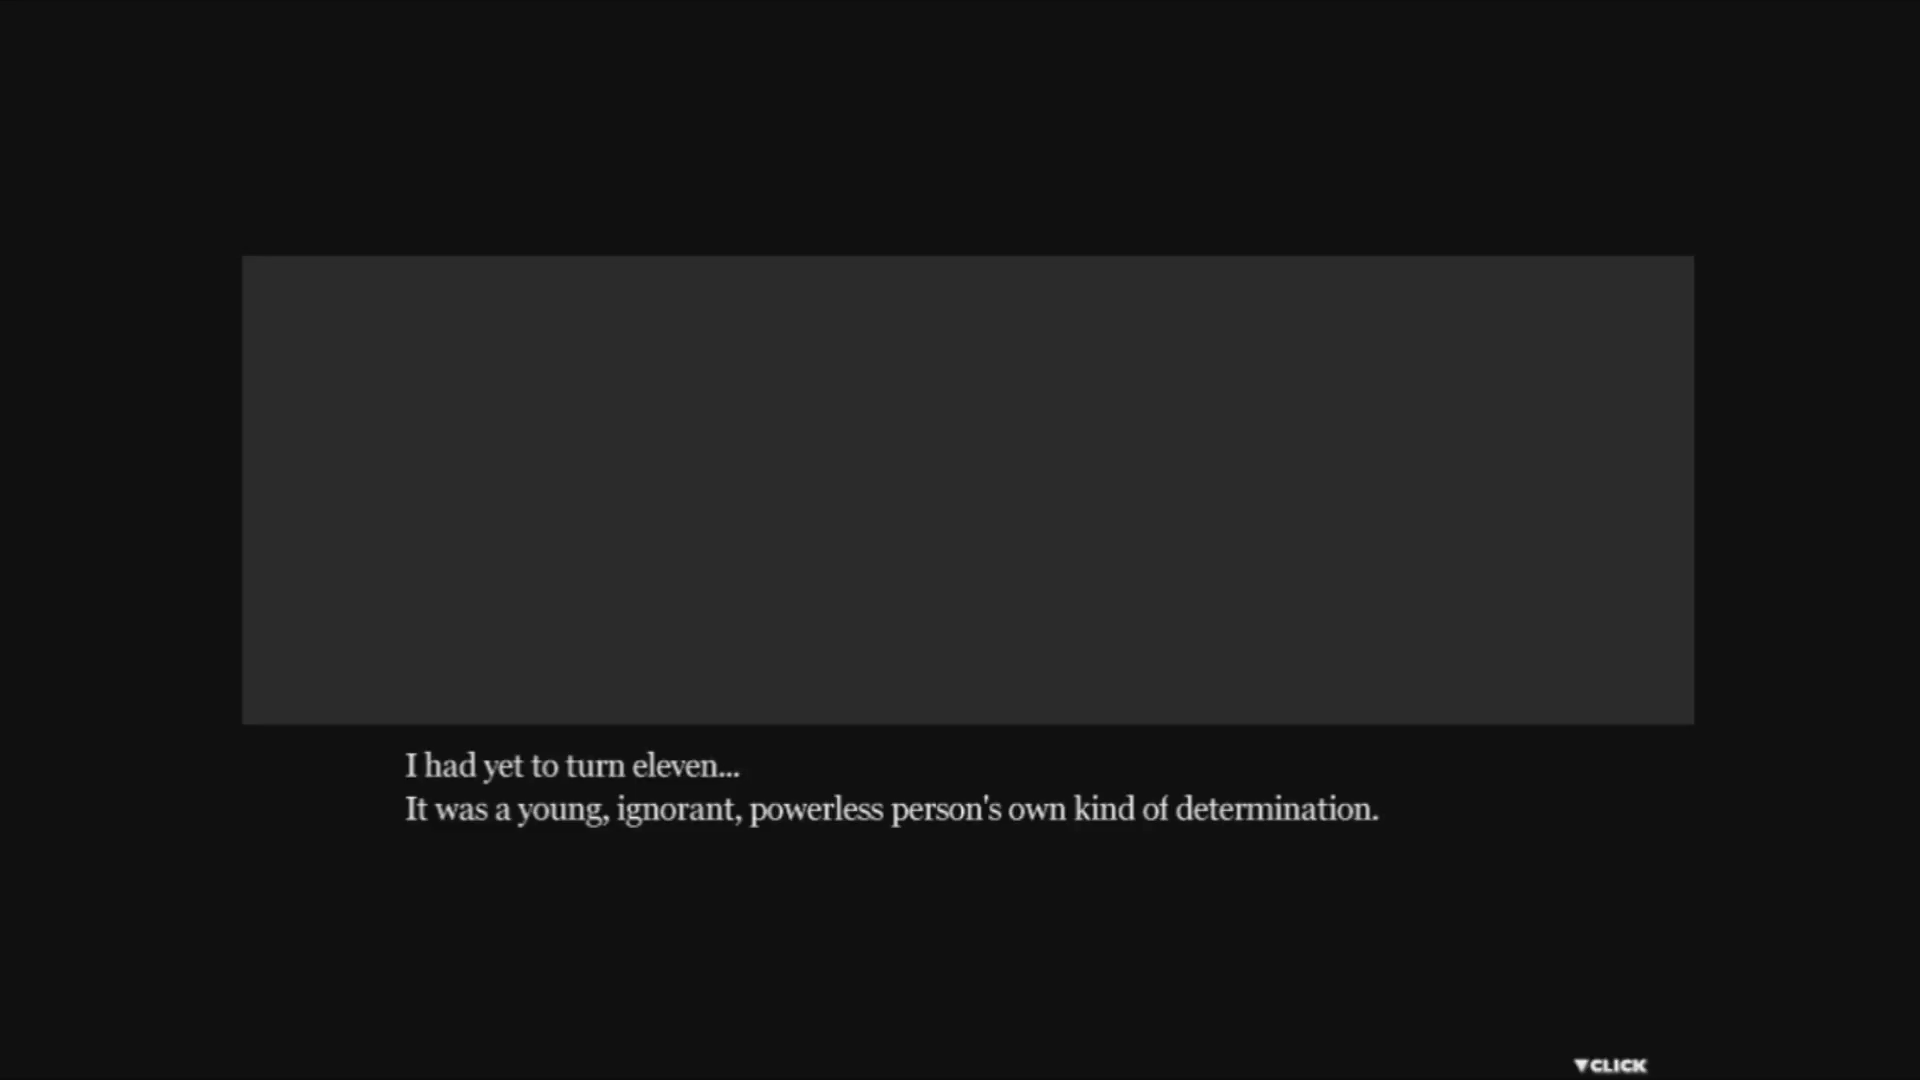 I had yet to turn eleven...
It was a young, ignorant, powerless person's own kind of determination.
▼CLICK